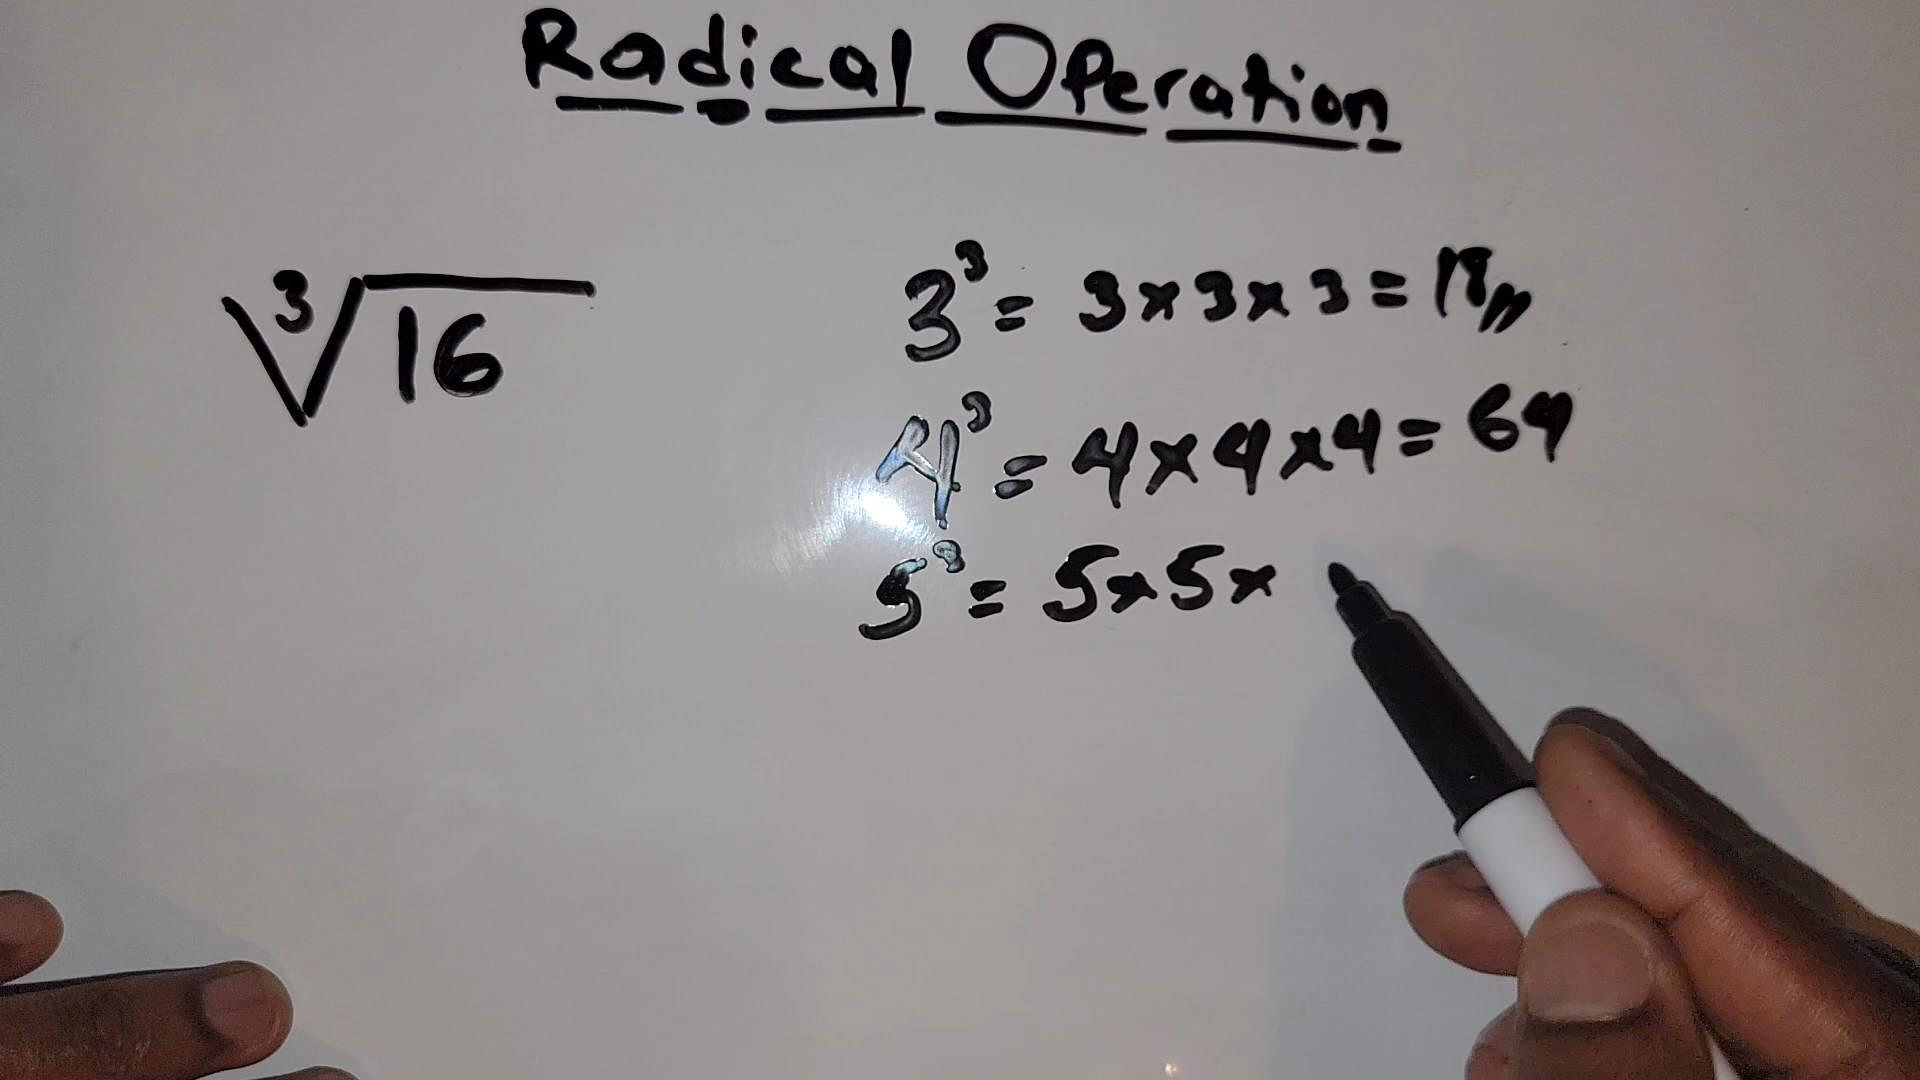 Radical Operation
∛16
3³ = 3×3×3 = 18,,
4³ = 4×4×4 = 64
5³ = 5×5×